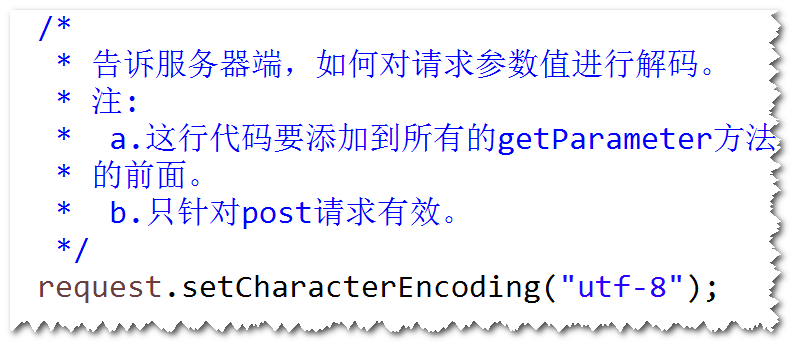 /*
 * 告诉服务器端，如何对请求参数值进行解码。
 * 注：
 *  a.这行代码要添加到所有的getParameter方法
 * 的前面。
 *  b.只针对post请求有效。
 */
request.setCharacterEncoding("utf-8");